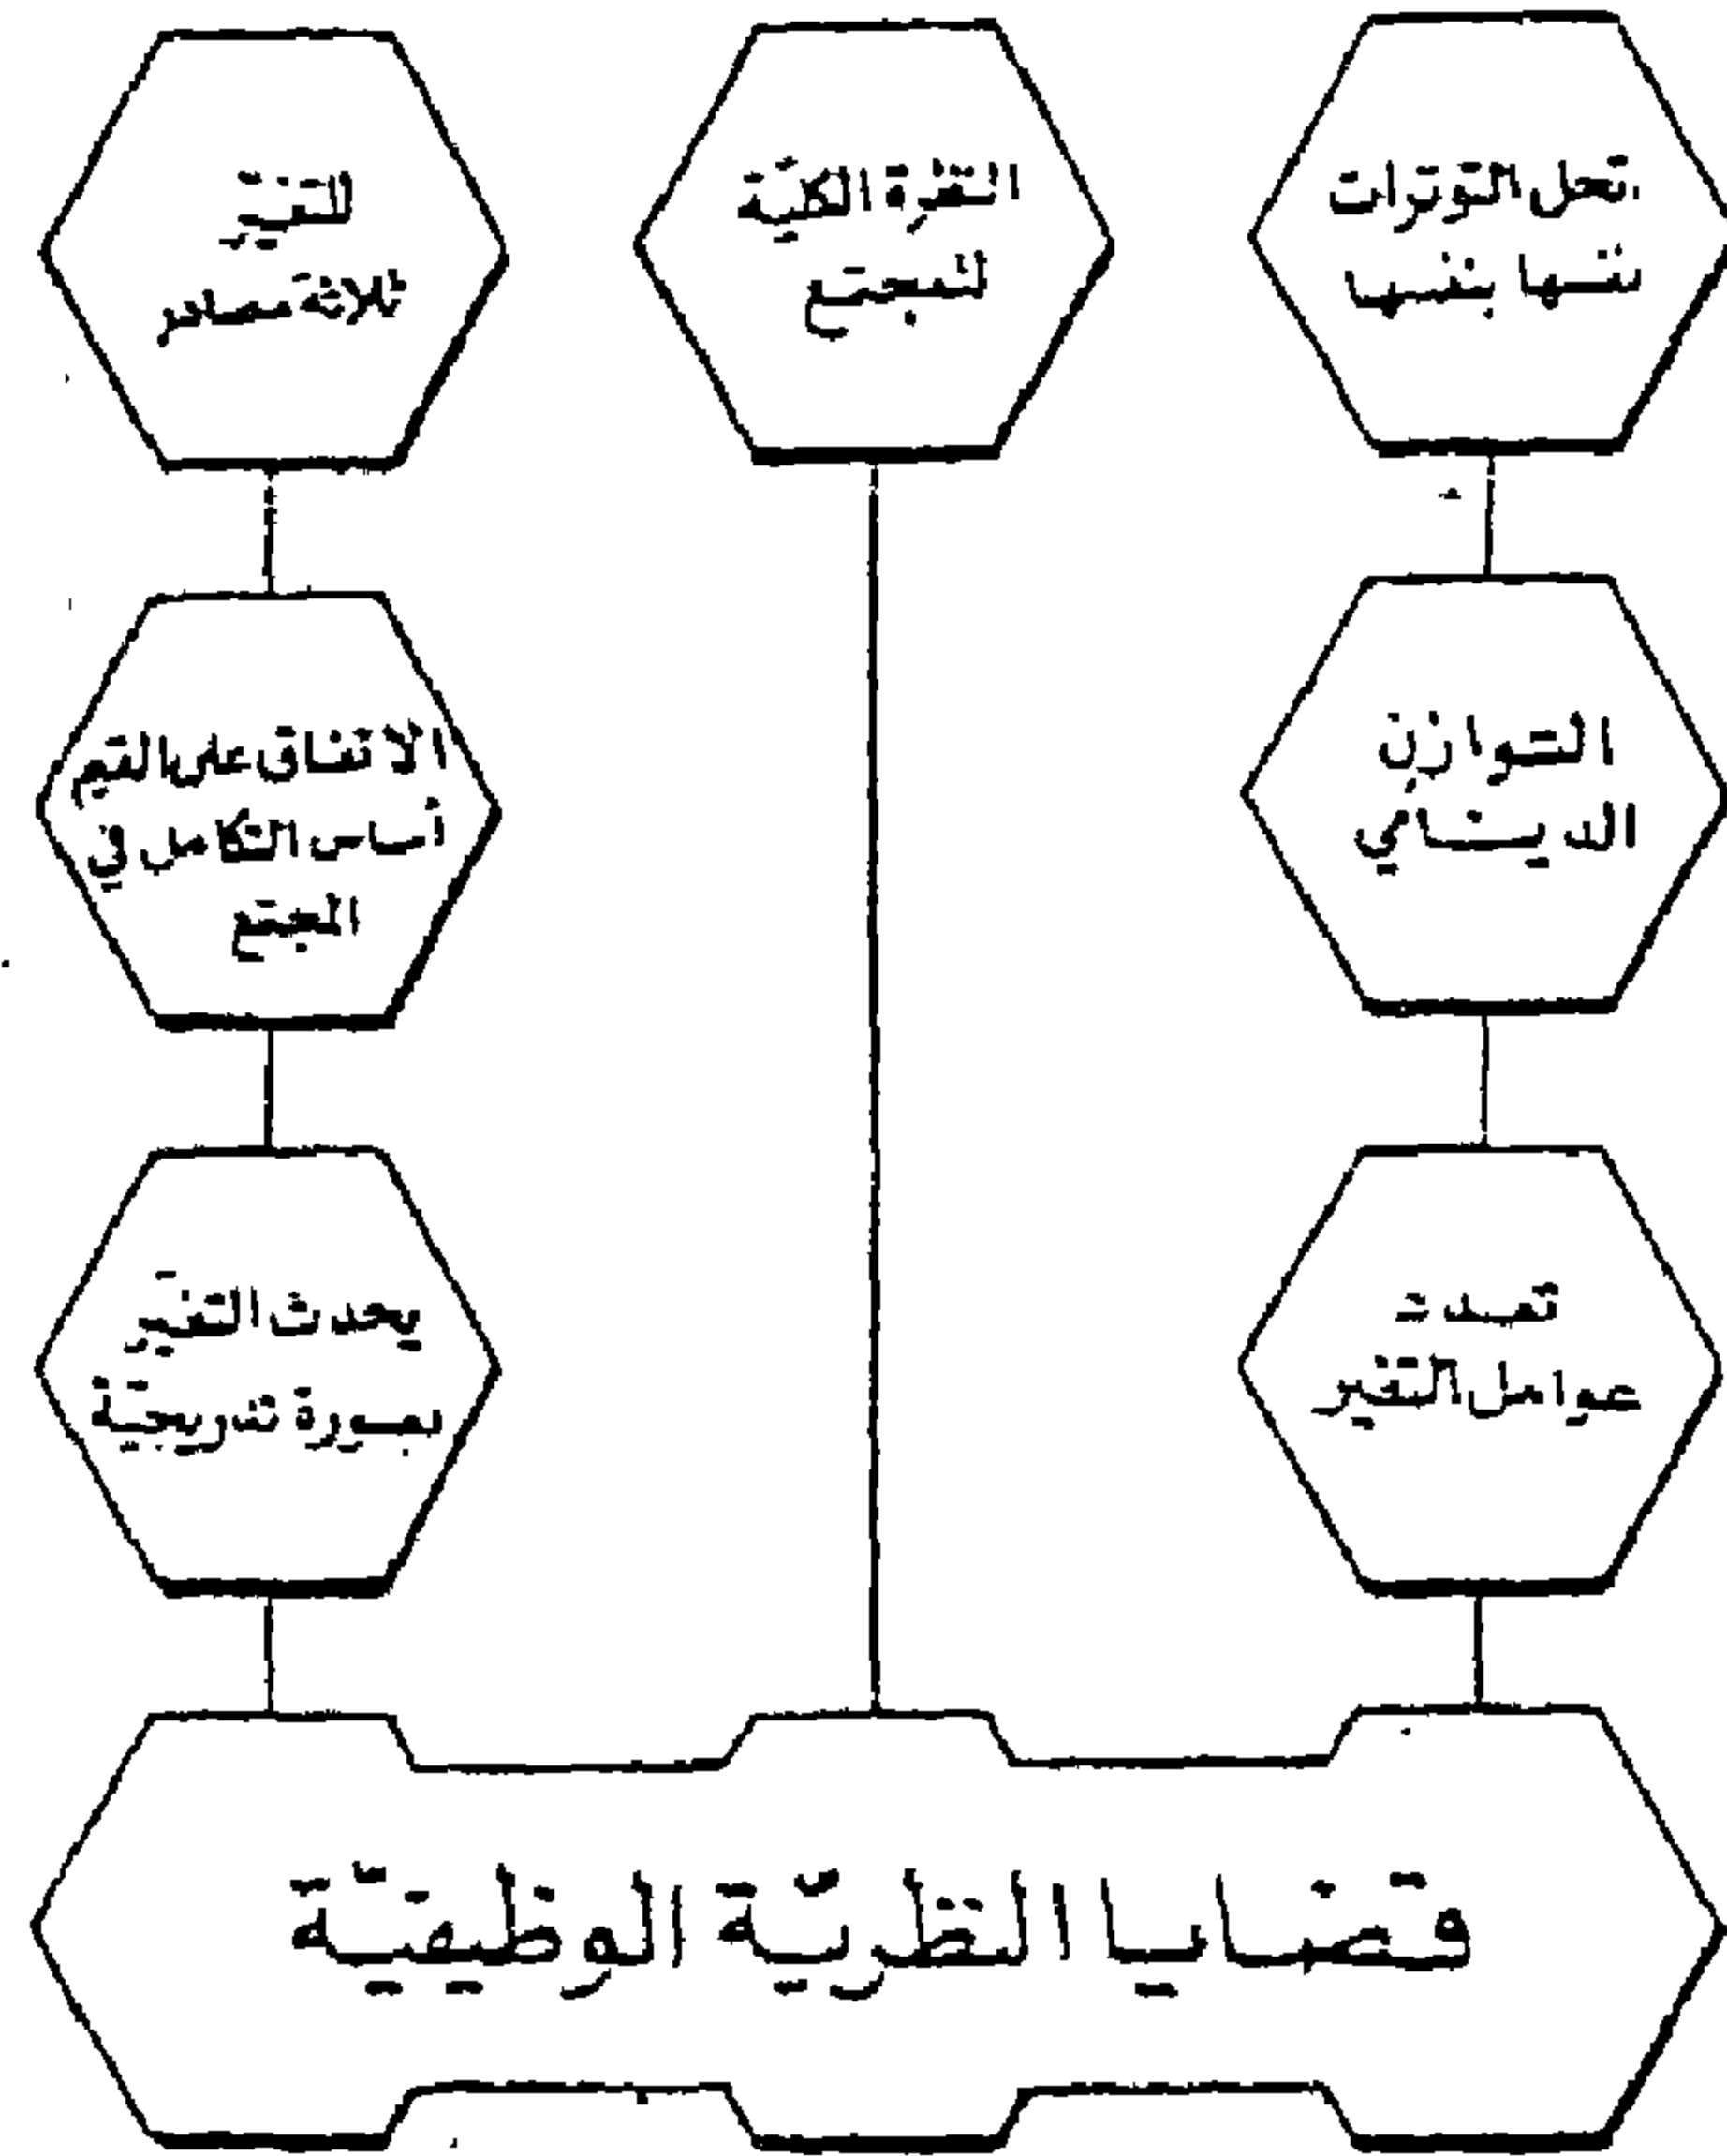 تحل التوترات
نفسها بنفسها
النظرة الكلية
للمجتمع
للتغير
ثلاثة مصادر
التوازن
الدينامي
الاتفاق على القيم
أساس التكامل في
المجتمع
تعدد
عوامل التغير
يحدث التغير
بصورة تدريجية
قضايا النظرية الوظيفية